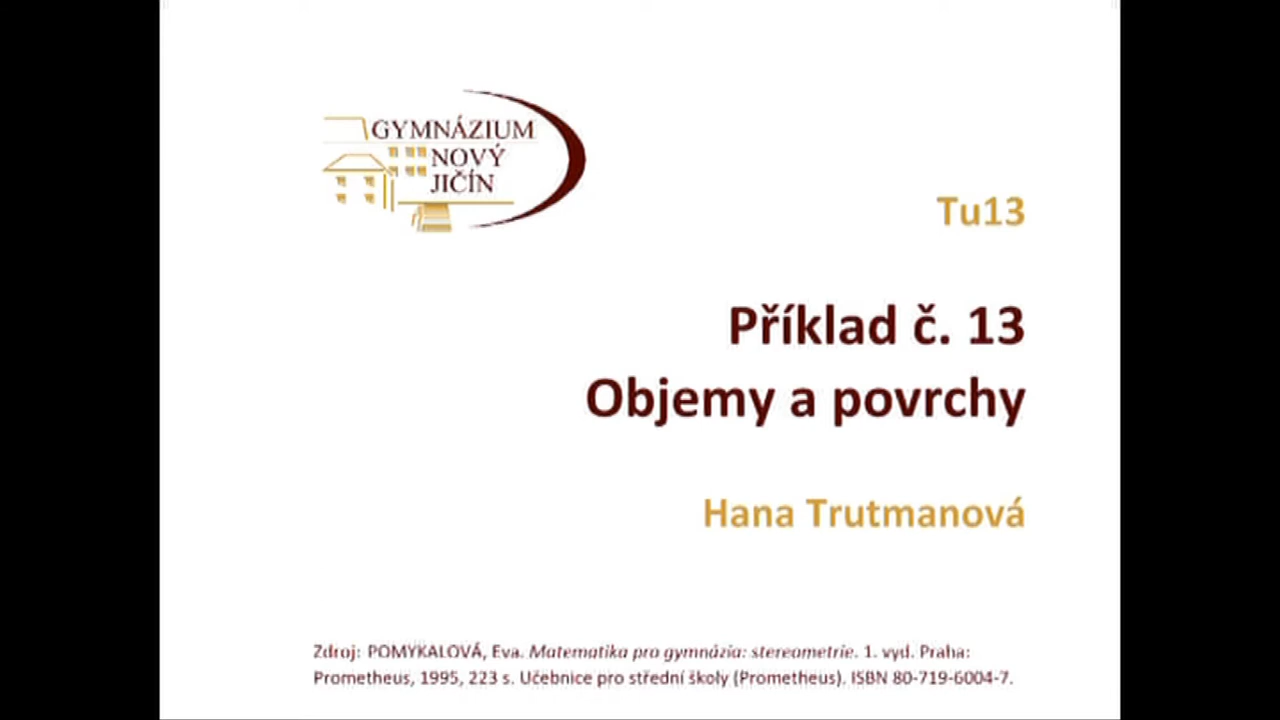 GYMNÁZIUM
NOVÝ
JIČÍN
Tu13
Příklad č. 13
Objemy a povrchy
Hana Trutmanová
Zdroj: POMYKALOVÁ, Eva. Matematika pro gymnázia: stereometrie. 1. vyd. Praha:
Prometheus, 1995, 223 s. Učebnice pro střední školy (Prometheus). ISBN 80-719-6004-7.